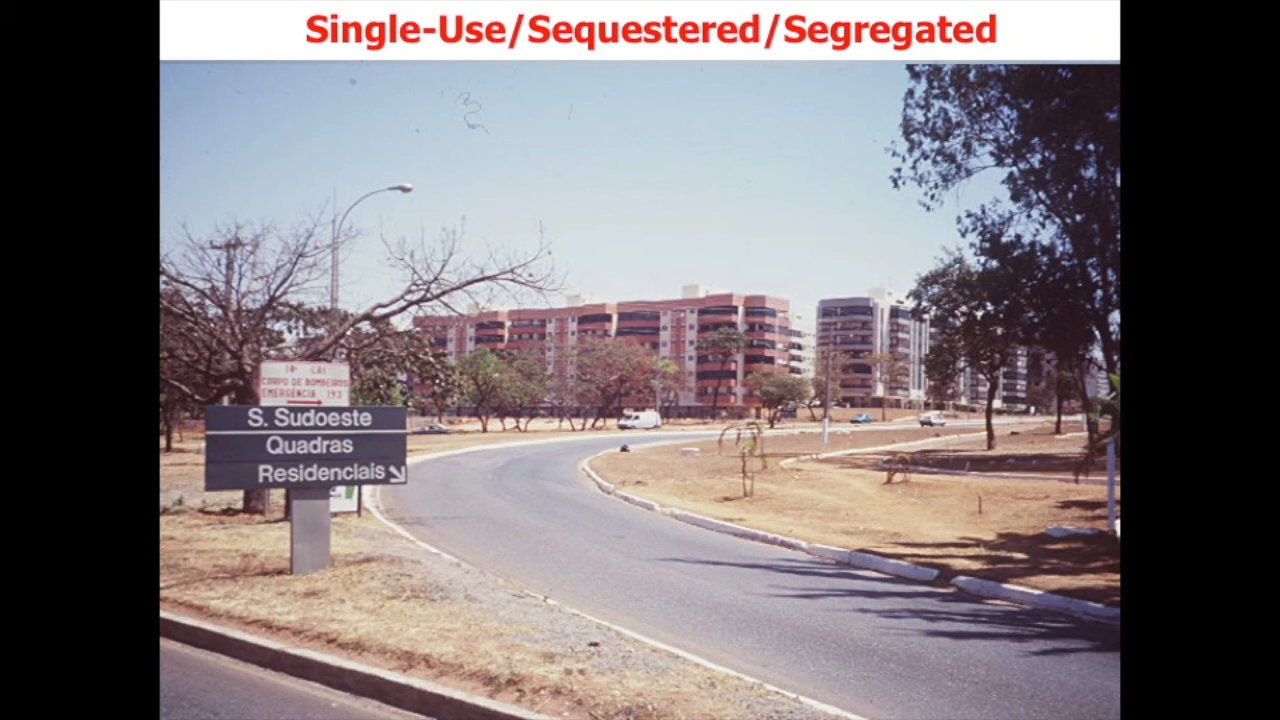 Single-Use/Sequestered/Segregated
CORPO DE BOMBEIROS
EMERGENCIA 193
S. Sudoeste
Quadras
Residenciais